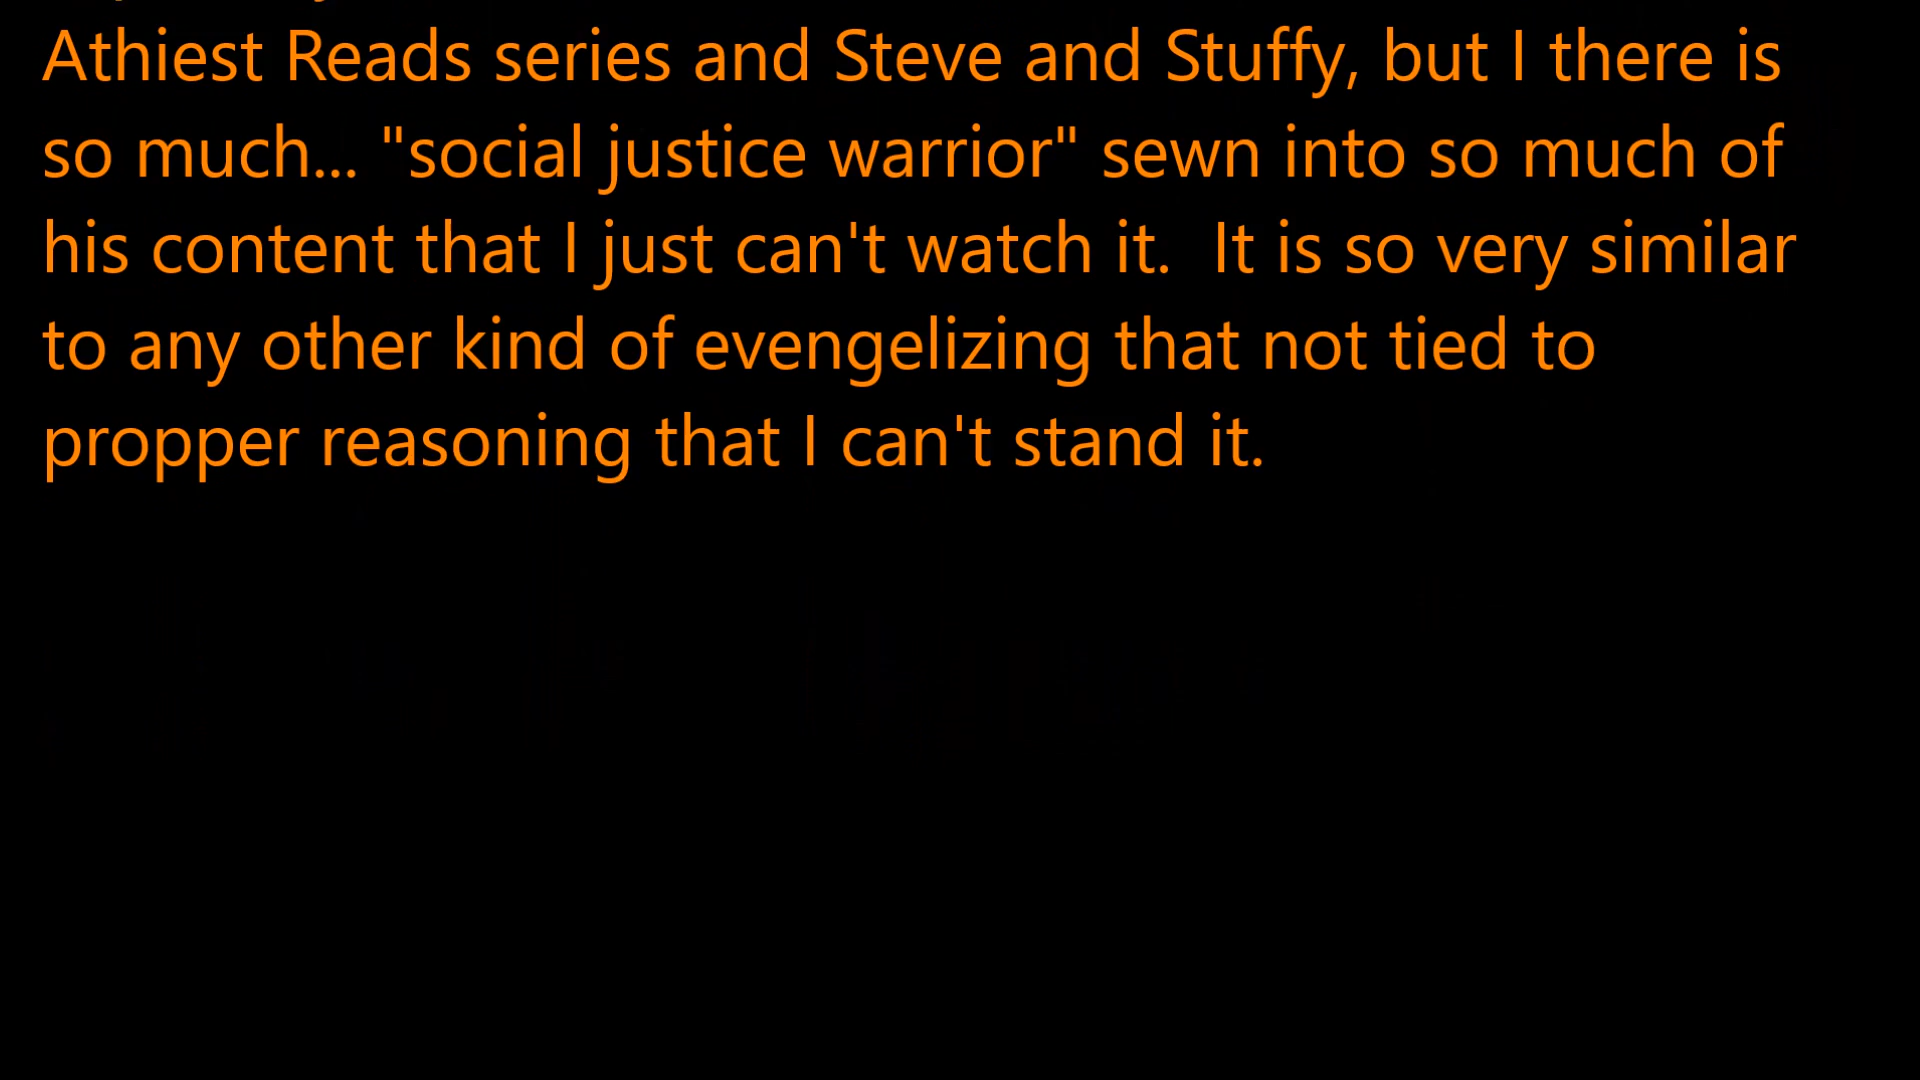 Athiest Reads series and Steve and Stuffy, but I there is
so much... "social justice warrior" sewn into so much of
his content that I just can't watch it.  It is so very similar
to any other kind of evengelizing that not tied to
propper reasoning that I can't stand it.